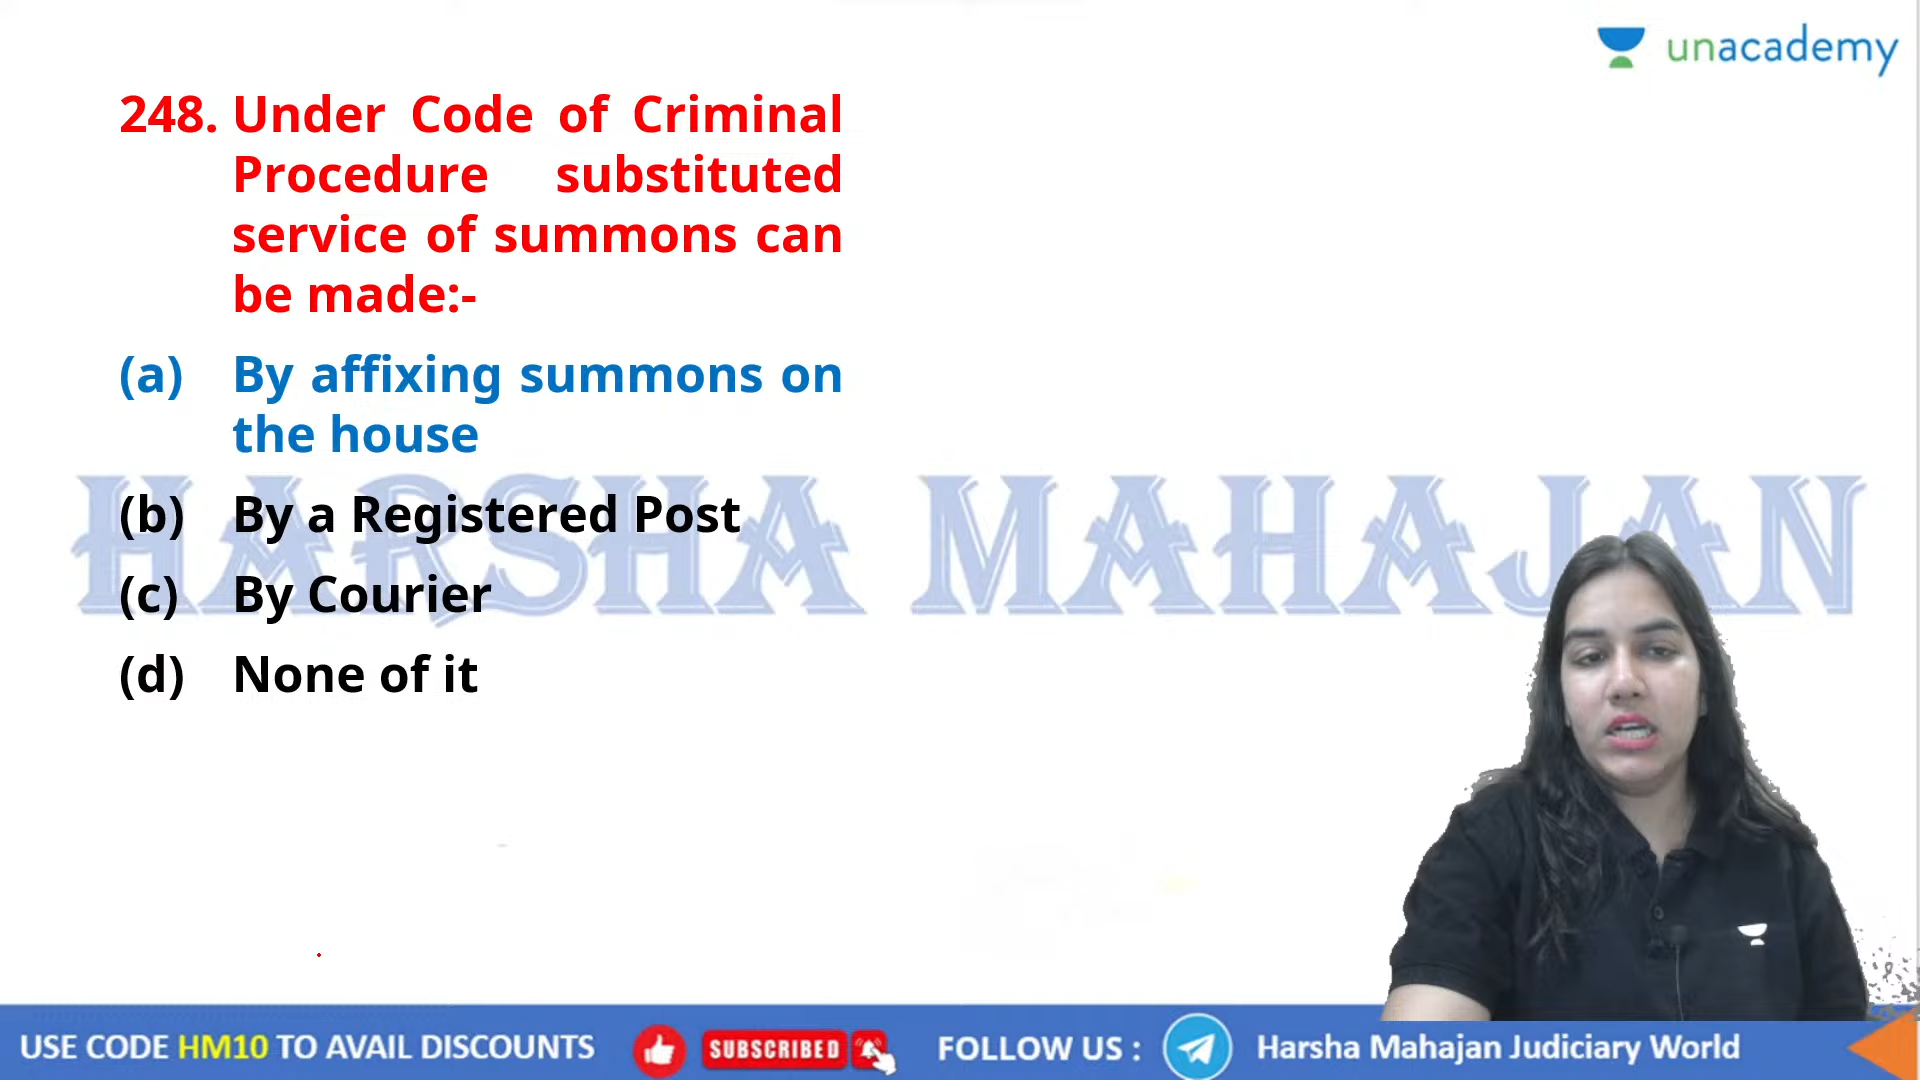 unacademy
248. Under Code of Criminal
Procedure substituted
service of summons can
be made:-
(a) By affixing summons on
the house
HARSHA MAHAJAN
(b) By a Registered Post
(c) By Courier
(d) None of it
USE CODE HM10 TO AVAIL DISCOUNTS
SUBSCRIBED
FOLLOW US :
Harsha Mahajan Judiciary World